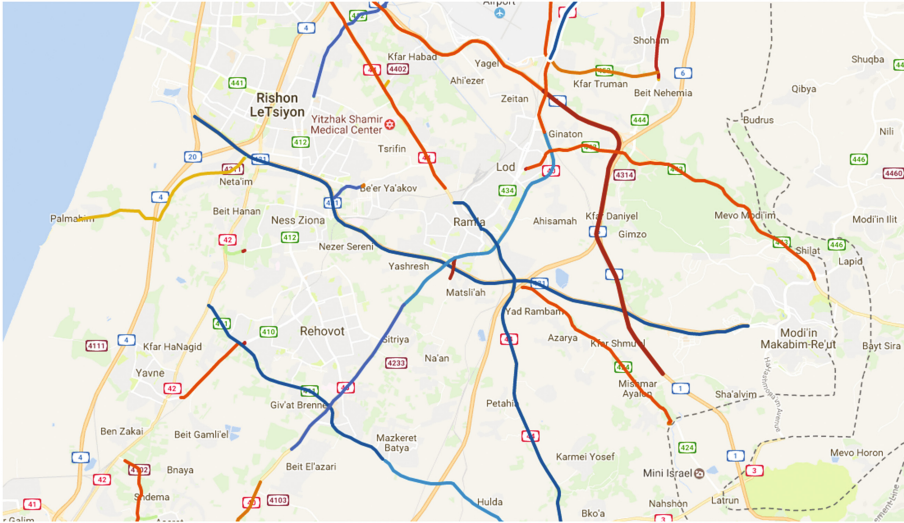 Airport
4
412
Kfar Habad
Shoham
Shuqba
44
4402
Yagel
6
441
Ahi'ezer
Kfar Truman
Beit Nehemia
Qibya
Rishon
LeTsiyon
Zeitan
Yitzhak Shamir
Medical Center
444
Budrus
Ginaton
Nili
412
Tsrifin
20
Lod
4314
446
4460
Neta'im
Be'er Ya'akov
434
4
Palmahim
Beit Hanan
Ness Ziona
Ramla
Ahisamah
Kfar Daniyel
Mevo Modi'im
Modi'in Ilit
42
412
Nezer Sereni
Gimzo
446
Shilat
Lapid
Yashresh
Matsli'ah
Yad Rambam
410
Rehovot
Modi'in
Makabim-Re'ut
4111
4
Kfar HaNagid
Sitriya
Azarya
Kfar Shmu'el
Bayt Sira
4233
Na'an
Yavne
42
Mishmar
Ayalon
1
Sha'alvim
HaHashmona'im Avenue
Giv'at Brenner
Petahia
Ben Zakai
Beit Gamli'el
Mazkeret
Batya
424
Mevo Horon
4
Beit El'azari
Karmei Yosef
1
3
Bnaya
Mini Israel
42
4103
Shdema
41
Hulda
Nahshon
Latrun
r Galim
Bko'a
3